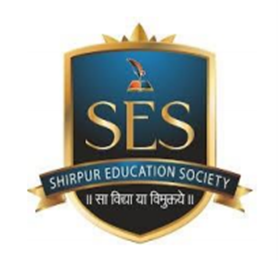 SES
SHIRPUR EDUCATION SOCIETY
॥ सा विद्या या विमुक्तये ॥